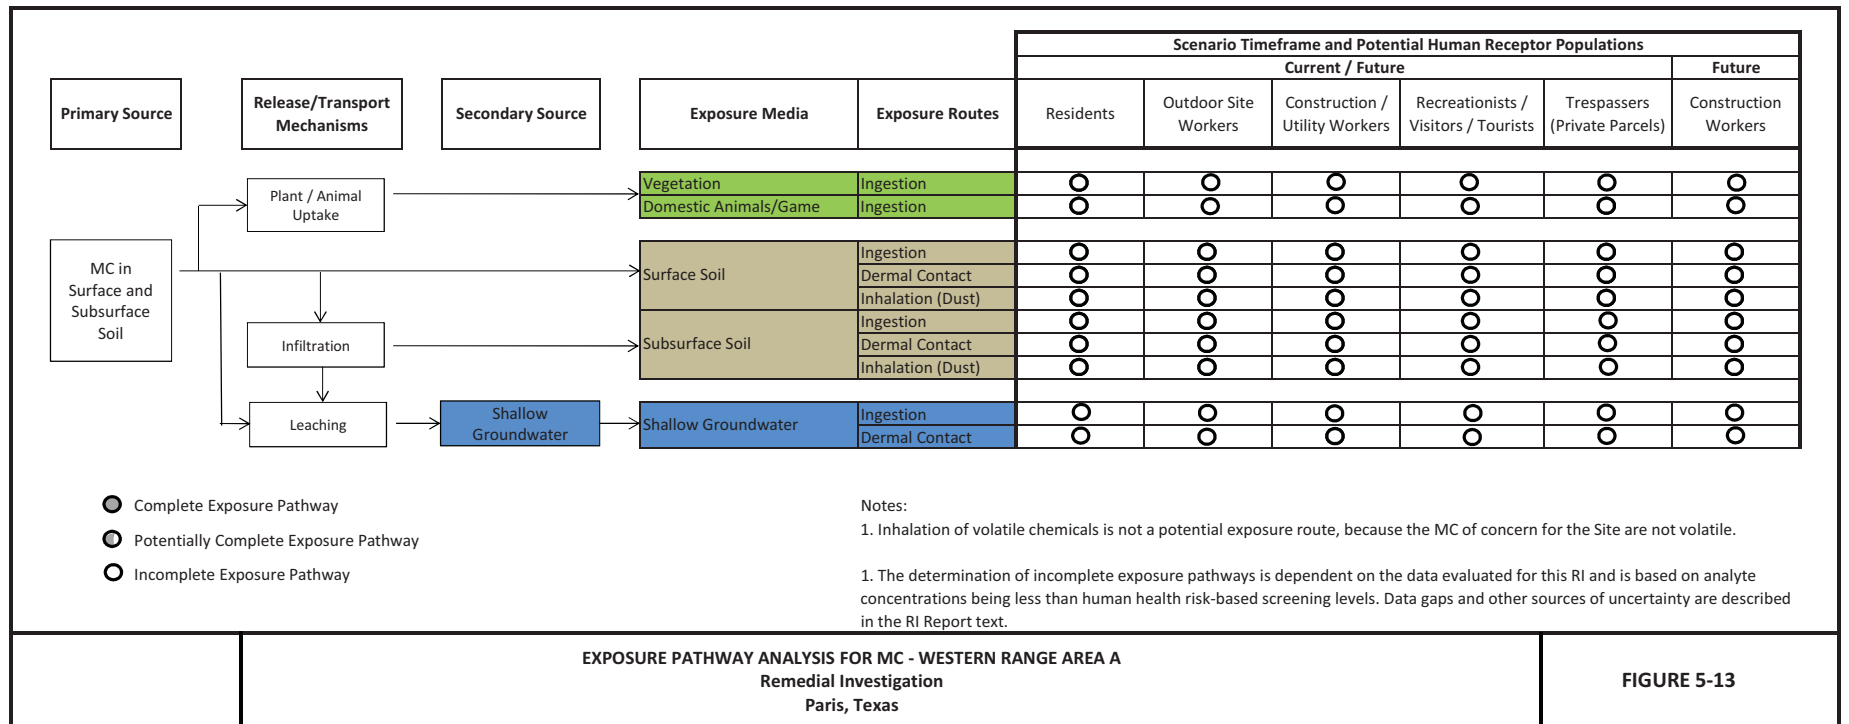 Scenario Timeframe and Potential Human Receptor Populations
Current / Future
Future
Primary Source
Release/Transport
Mechanisms
Secondary Source
Exposure Media
Exposure Routes
Residents
Outdoor Site
Workers
Construction /
Utility Workers
Recreationists /
Visitors / Tourists
Trespassers
(Private Parcels)
Construction
Workers
Plant / Animal
Uptake
Vegetation
Ingestion
Domestic Animals/Game
Ingestion
MC in
Surface and
Subsurface
Soil
Surface Soil
Ingestion
Dermal Contact
Inhalation (Dust)
Infiltration
Subsurface Soil
Ingestion
Dermal Contact
Inhalation (Dust)
Leaching
Shallow
Groundwater
Shallow Groundwater
Ingestion
Dermal Contact
Complete Exposure Pathway
Potentially Complete Exposure Pathway
Incomplete Exposure Pathway
Notes:
1. Inhalation of volatile chemicals is not a potential exposure route, because the MC of concern for the Site are not volatile.
1. The determination of incomplete exposure pathways is dependent on the data evaluated for this RI and is based on analyte
concentrations being less than human health risk-based screening levels. Data gaps and other sources of uncertainty are described
in the RI Report text.
EXPOSURE PATHWAY ANALYSIS FOR MC - WESTERN RANGE AREA A
Remedial Investigation
Paris, Texas
FIGURE 5-13